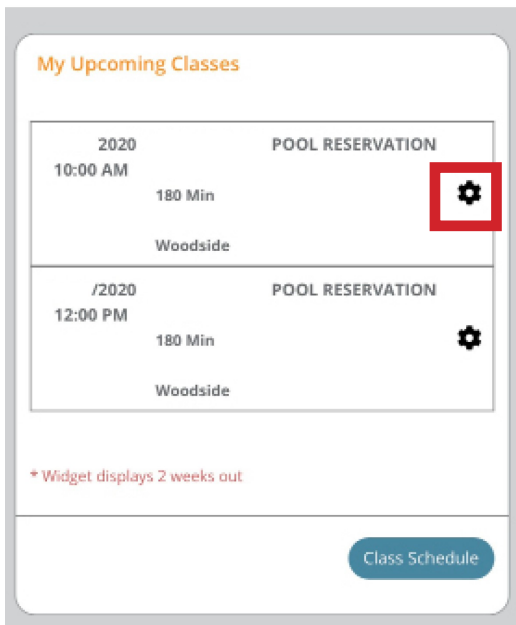 My Upcoming Classes
2020 POOL RESERVATION
10:00 AM
180 Min
Woodside
/2020 POOL RESERVATION
12:00 PM
180 Min
Woodside
* Widget displays 2 weeks out
Class Schedule